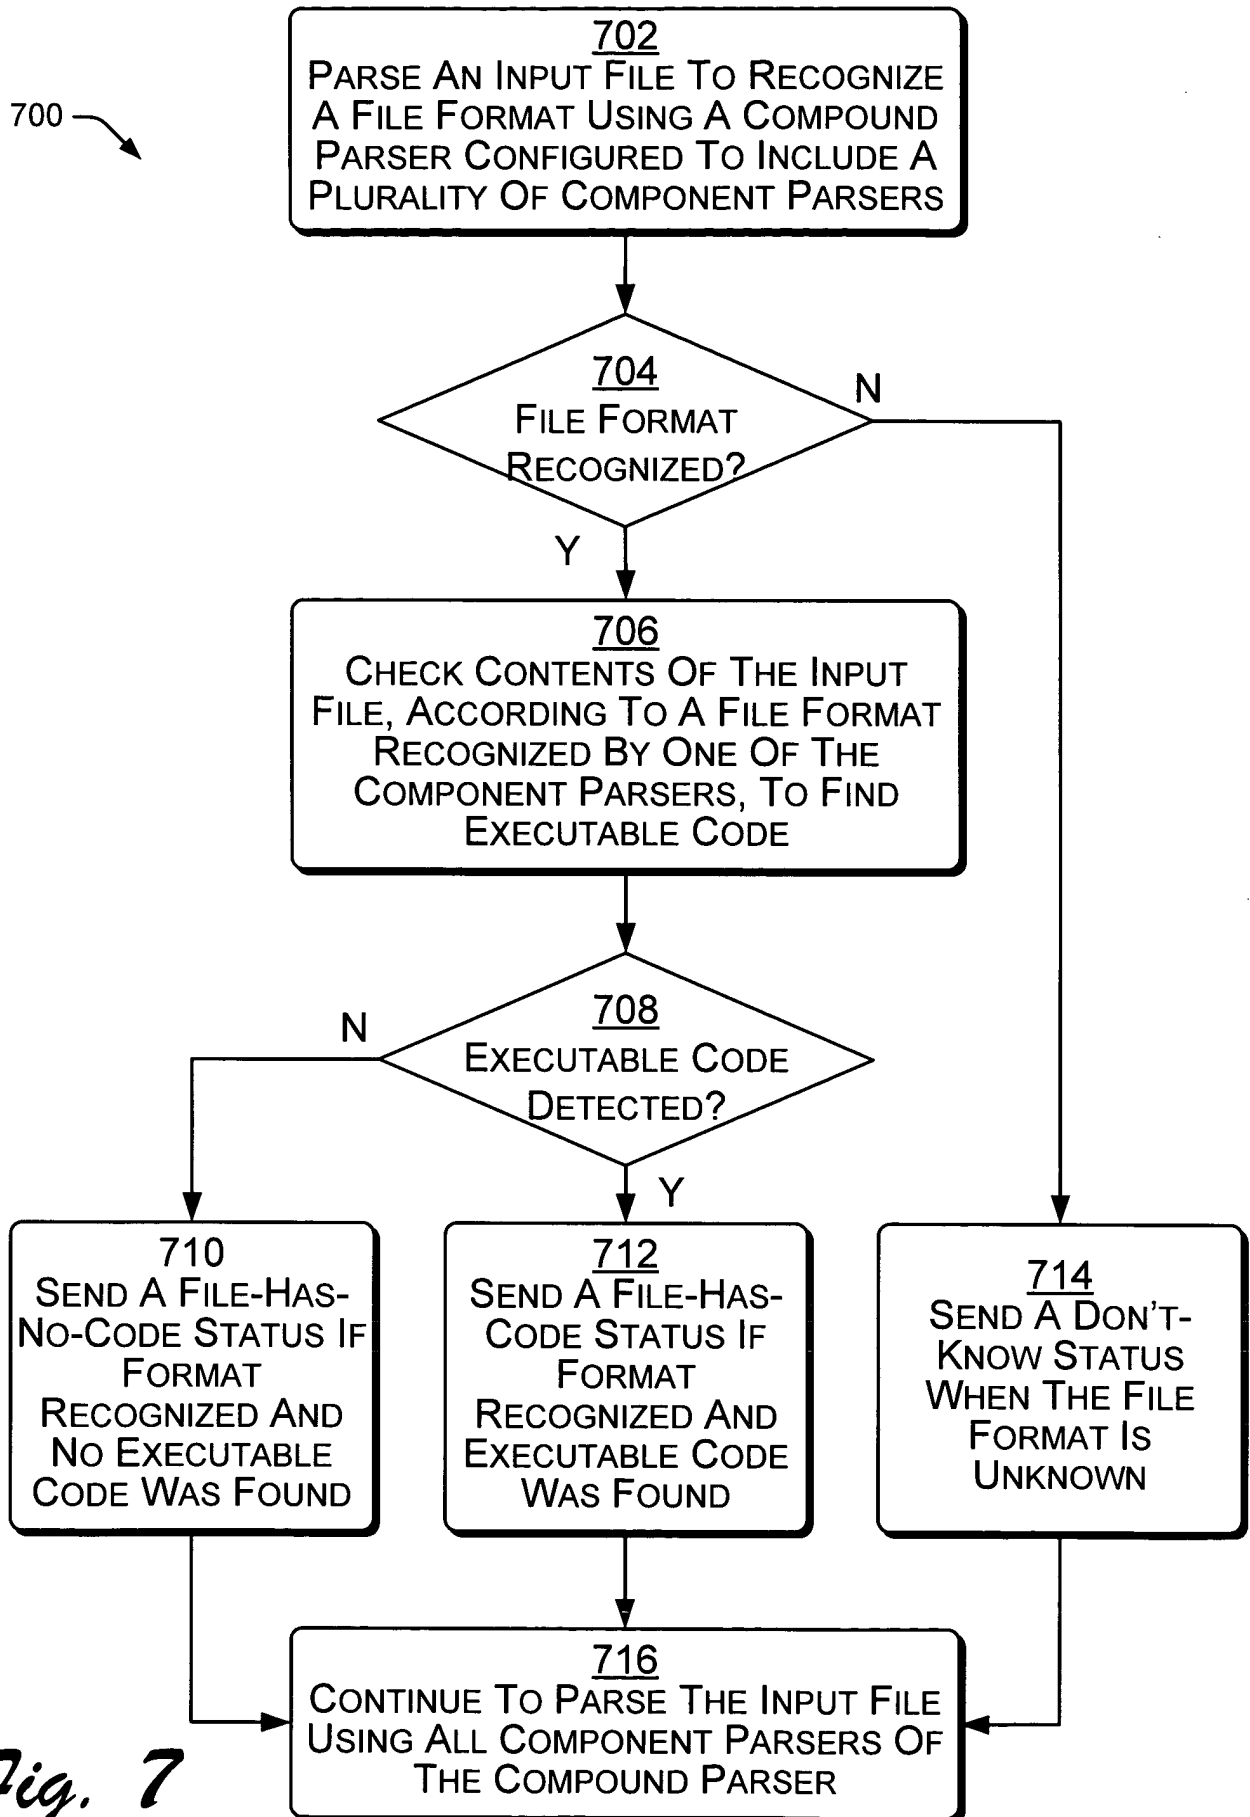 702
PARSE AN INPUT FILE TO RECOGNIZE
A FILE FORMAT USING A COMPOUND
PARSER CONFIGURED TO INCLUDE A
PLURALITY OF COMPONENT PARSERS
700
704
FILE FORMAT
RECOGNIZED?
N
Y
706
CHECK CONTENTS OF THE INPUT
FILE, ACCORDING TO A FILE FORMAT
RECOGNIZED BY ONE OF THE
COMPONENT PARSERS, TO FIND
EXECUTABLE CODE
708
EXECUTABLE CODE
DETECTED?
N
Y
710
SEND A FILE-HAS-
NO-CODE STATUS IF
FORMAT
RECOGNIZED AND
NO EXECUTABLE
CODE WAS FOUND
712
SEND A FILE-HAS-
CODE STATUS IF
FORMAT
RECOGNIZED AND
EXECUTABLE CODE
WAS FOUND
714
SEND A DON'T-
KNOW STATUS
WHEN THE FILE
FORMAT IS
UNKNOWN
716
CONTINUE TO PARSE THE INPUT FILE
USING ALL COMPONENT PARSERS OF
THE COMPOUND PARSER
Fig. 7